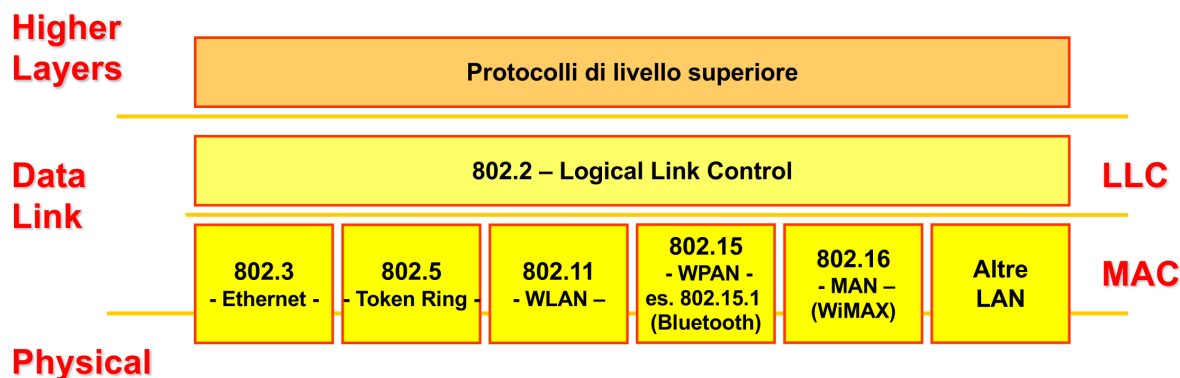 Higher
Layers
Protocolli di livello superiore
Data
Link
802.2 – Logical Link Control
LLC
802.3
- Ethernet -
802.5
- Token Ring -
802.11
- WLAN –
802.15
- WPAN -
es. 802.15.1
(Bluetooth)
802.16
- MAN –
(WiMAX)
Altre
LAN
MAC
Physical